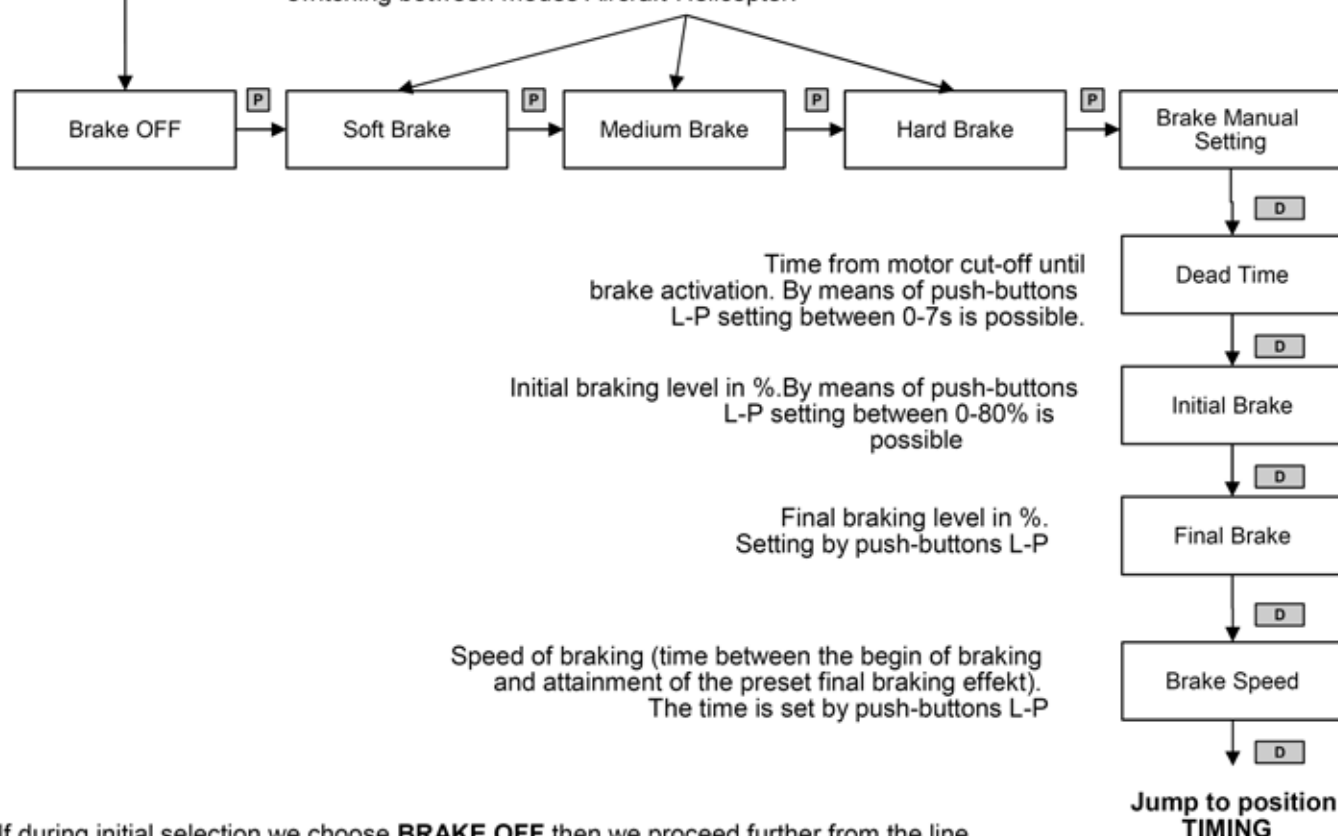 Switching between modes Aircraft-Helicopter.
P P P P
Brake OFF Soft Brake Medium Brake Hard Brake Brake Manual
Setting
D
Time from motor cut-off until
brake activation. By means of push-buttons
L-P setting between 0-7s is possible.
Dead Time
D
Initial braking level in %.By means of push-buttons
L-P setting between 0-80% is
possible
Initial Brake
D
Final braking level in %.
Setting by push-buttons L-P
Final Brake
D
Speed of braking (time between the begin of braking
and attainment of the preset final braking effekt).
The time is set by push-buttons L-P
Brake Speed
D
Jump to position
TIMING
If during initial selection we choose BRAKE OFF then we proceed further from the line